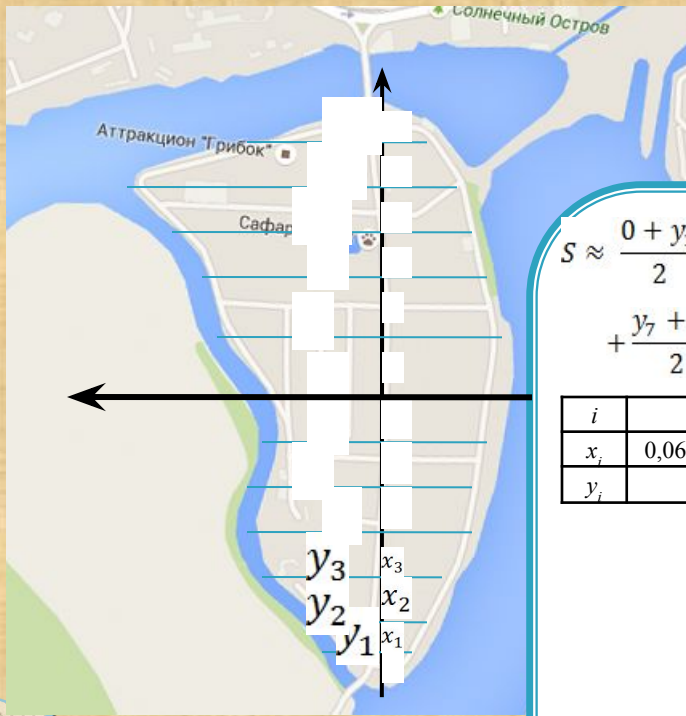 Солнечный Остров
Аттракцион "Грибок"
Сафар
y₃ x₃
y₂ x₂
y₁ x₁
S ≈ (0 + y
2
+ y₇ +
2
i
xᵢ 0,06
yᵢ